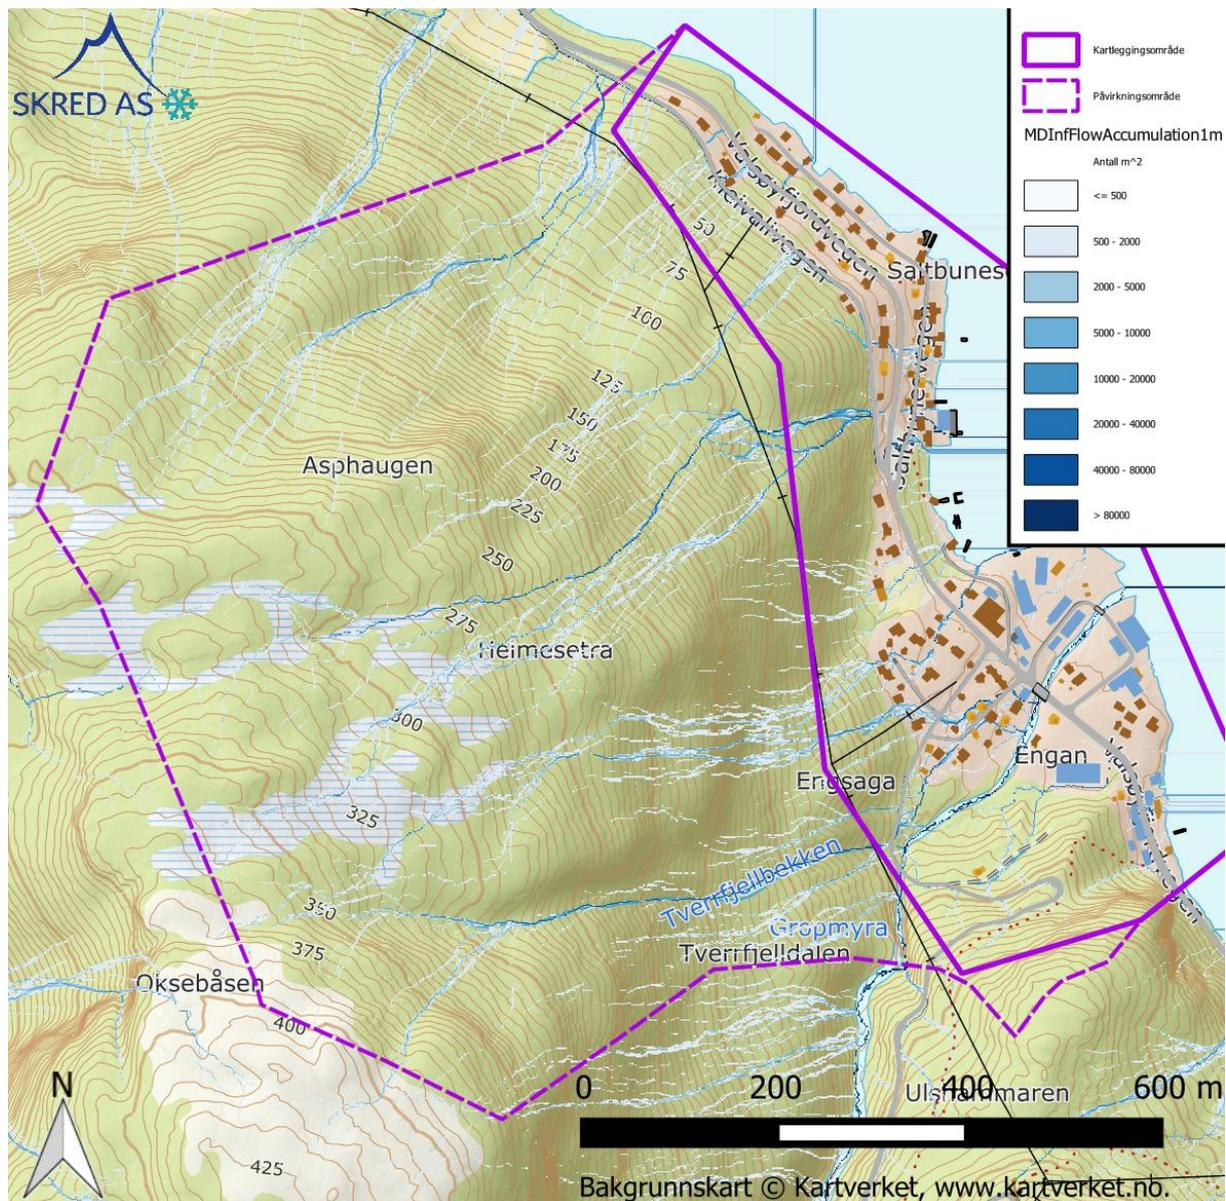 SKRED AS
Kartleggingsområde
Påvirkningsområde
MDInfFlowAccumulation1m
Antall m^2
<= 500
500 - 2000
2000 - 5000
5000 - 10000
10000 - 20000
20000 - 40000
40000 - 80000
> 80000
Valsøyfjordvegen
Kleivalivegen
50
Saltbunes
75
100
125
150
175
Asphaugen
200
225
250
275
Heimsetra
300
Engan
Engsaga
325
Tverrfjellbekken
350
Gropmyra
375
Tverrfjelldalen
Oksebåsen
400
N
0 200 400 600 m
Ulshammaren
425
Bakgrunnskart © Kartverket, www.kartverket.no.